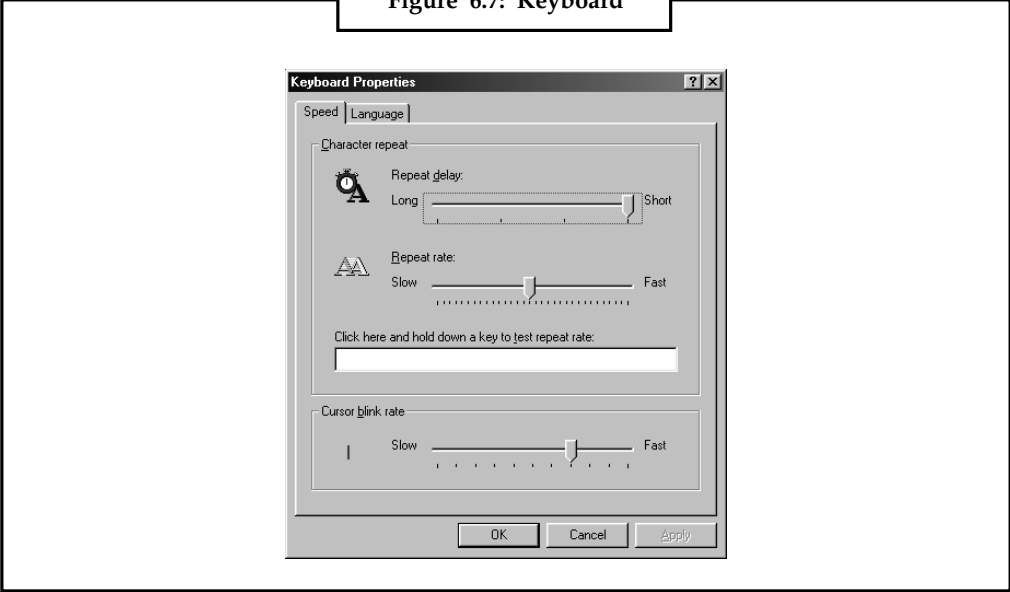 Figure 6.7: Keyboard
Keyboard Properties
Speed Language
Character repeat
Repeat delay:
Long Short
Repeat rate:
Slow Fast
Click here and hold down a key to test repeat rate:
Cursor blink rate
Slow Fast
OK Cancel Apply